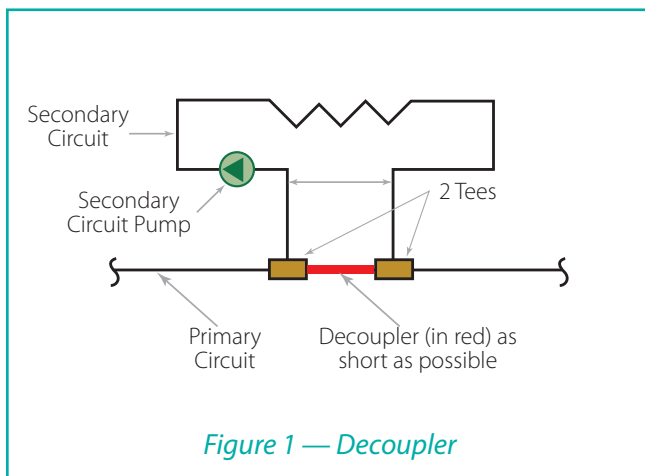 Secondary
Circuit
Secondary
Circuit Pump
2 Tees
Primary
Circuit
Decoupler (in red) as
short as possible
Figure 1 — Decoupler